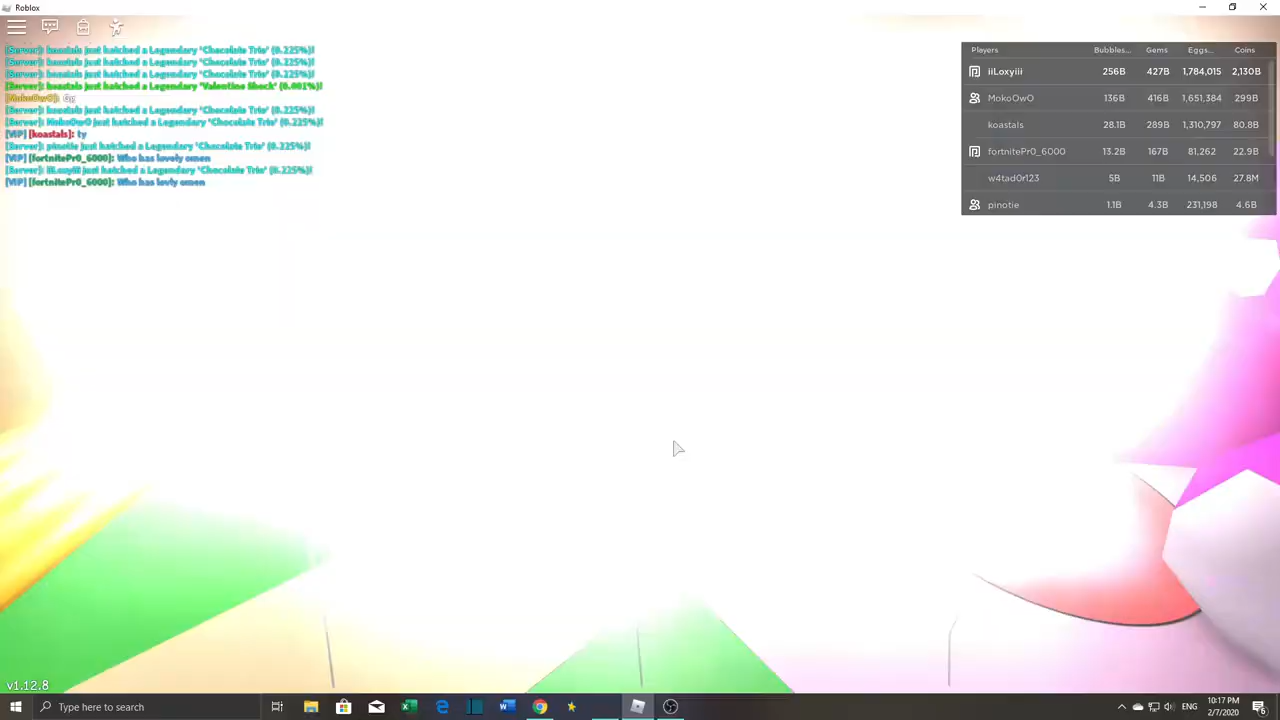 Roblox
[Server]: koastals just hatched a Legendary 'Chocolate Trio' (0.225%)!
[Server]: koastals just hatched a Legendary 'Chocolate Trio' (0.225%)!
[Server]: koastals just hatched a Legendary 'Chocolate Trio' (0.225%)!
[Server]: koastals just hatched a Legendary 'Valentine Shock' (0.001%)!
[MokoOwO]: Gg
[Server]: koastals just hatched a Legendary 'Chocolate Trio' (0.225%)!
[Server]: MokoOwO just hatched a Legendary 'Chocolate Trio' (0.225%)!
[VIP] [koastals]: ty
[Server]: pinotie just hatched a Legendary 'Chocolate Trio' (0.225%)!
[VIP] [fortnitePr0_6000]: Who has lovely omen
[Server]: iiLoxyiii just hatched a Legendary 'Chocolate Trio' (0.225%)!
[VIP] [fortnitePr0_6000]: Who has lovly omen
Players Bubbles... Gems Eggs... Coins
iiLoxyiii 256B 427B 1,716,015 2,135B
MokoOwO 136B 416B 1,651,384 299B
koastals 202B 289B 1,310,792 80.8B
fortnitePr0_6000 13.2B 167B 81,262 22.9B
w4tad0r123 5B 11B 14,506 27.8M
pinotie 1.1B 4.3B 231,198 4.6B
v1.12.8
Type here to search
ENG
10:17 PM
2/7/2020
6